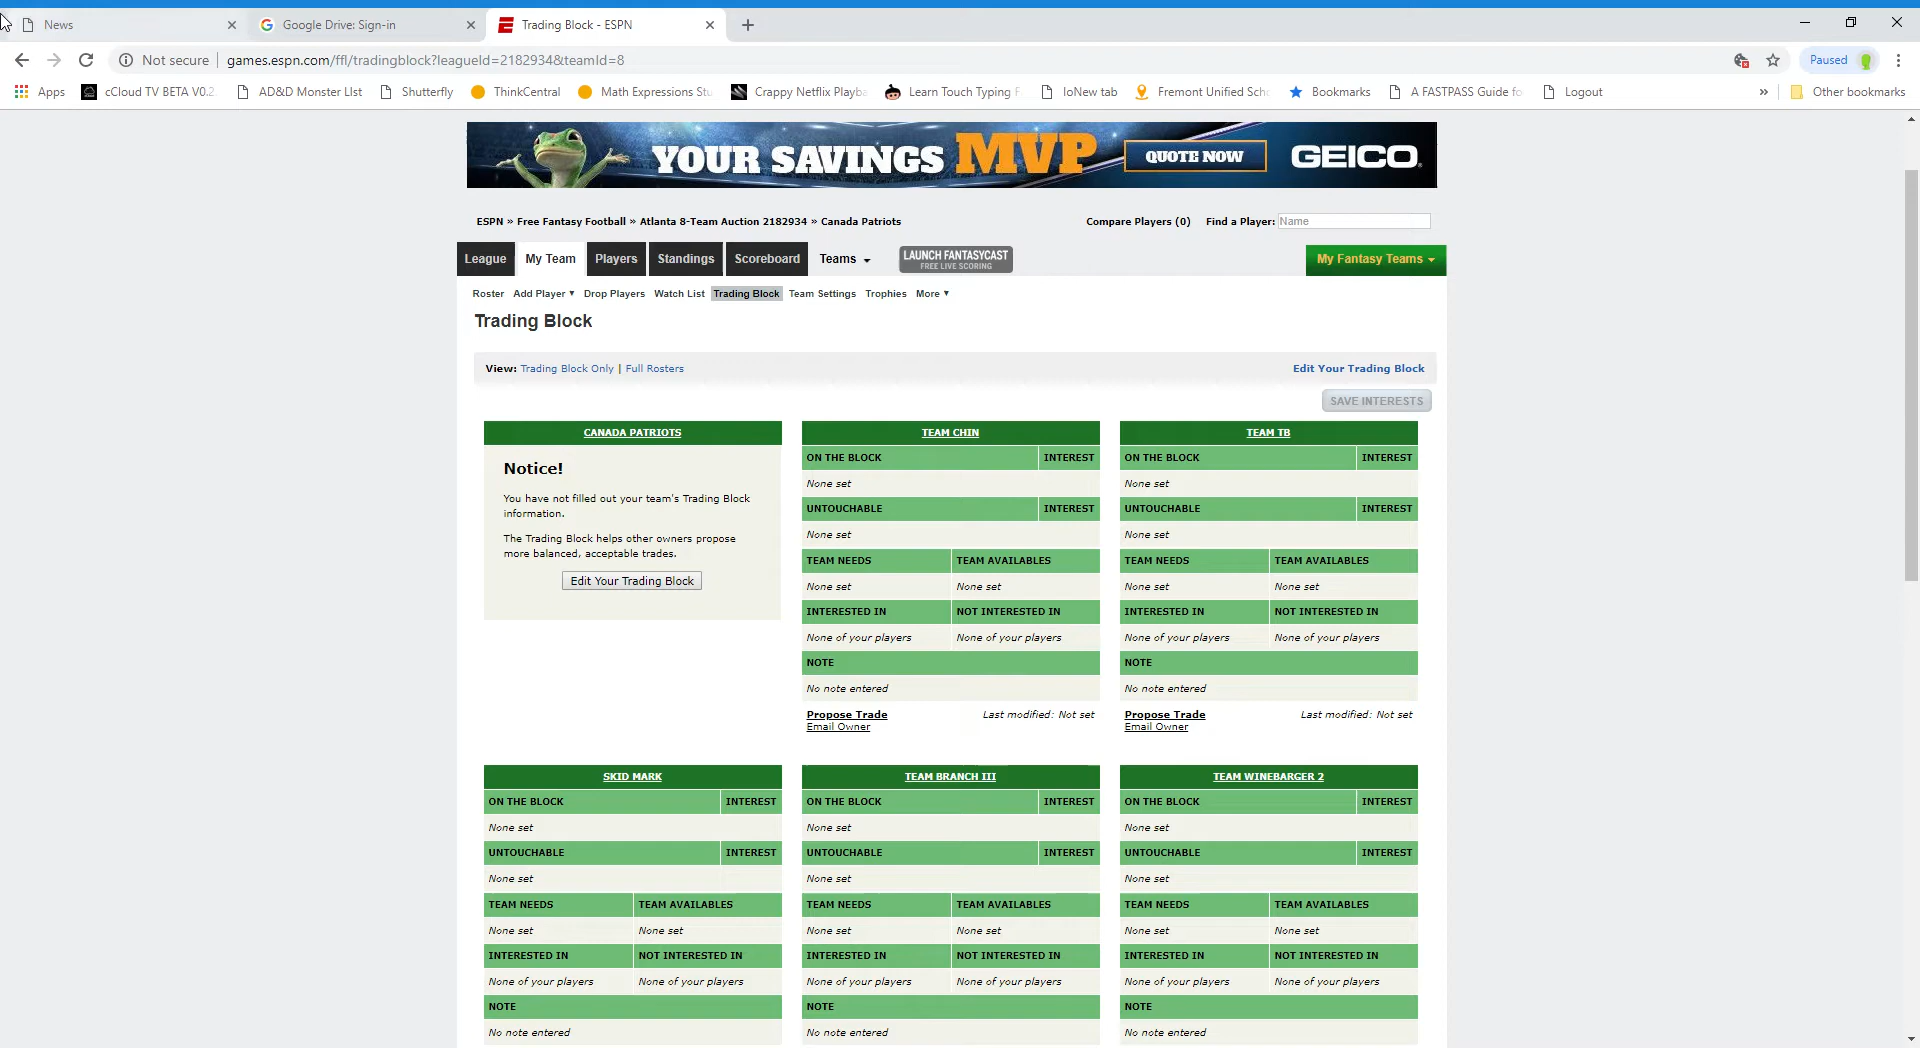 News
Google Drive: Sign-in
Trading Block - ESPN
Not secure
games.espn.com/ffl/tradingblock?leagueId=2182934&teamId=8
Paused
Apps
cCloud TV BETA V0.2
AD&D Monster LIst
Shutterfly
ThinkCentral
Math Expressions Stu
Crappy Netflix Playba
Learn Touch Typing F
IoNew tab
Fremont Unified Sch
Bookmarks
A FASTPASS Guide fo
Logout
»
Other bookmarks
YOUR SAVINGS MVP QUOTE NOW GEICO
ESPN » Free Fantasy Football » Atlanta 8-Team Auction 2182934 » Canada Patriots
Compare Players (0) Find a Player: Name
League My Team Players Standings Scoreboard Teams
LAUNCH FANTASYCAST
FREE LIVE SCORING
My Fantasy Teams
Roster Add Player Drop Players Watch List Trading Block Team Settings Trophies More
Trading Block
View: Trading Block Only | Full Rosters
Edit Your Trading Block
SAVE INTERESTS
CANADA PATRIOTS
Notice!
You have not filled out your team's Trading Block
information.
The Trading Block helps other owners propose
more balanced, acceptable trades.
Edit Your Trading Block
TEAM CHIN
ON THE BLOCK INTEREST
None set
UNTOUCHABLE INTEREST
None set
TEAM NEEDS TEAM AVAILABLES
None set None set
INTERESTED IN NOT INTERESTED IN
None of your players None of your players
NOTE
No note entered
Propose Trade Last modified: Not set
Email Owner
TEAM TB
ON THE BLOCK INTEREST
None set
UNTOUCHABLE INTEREST
None set
TEAM NEEDS TEAM AVAILABLES
None set None set
INTERESTED IN NOT INTERESTED IN
None of your players None of your players
NOTE
No note entered
Propose Trade Last modified: Not set
Email Owner
SKID MARK
ON THE BLOCK INTEREST
None set
UNTOUCHABLE INTEREST
None set
TEAM NEEDS TEAM AVAILABLES
None set None set
INTERESTED IN NOT INTERESTED IN
None of your players None of your players
NOTE
No note entered
TEAM BRANCH III
ON THE BLOCK INTEREST
None set
UNTOUCHABLE INTEREST
None set
TEAM NEEDS TEAM AVAILABLES
None set None set
INTERESTED IN NOT INTERESTED IN
None of your players None of your players
NOTE
No note entered
TEAM WINEBARGER 2
ON THE BLOCK INTEREST
None set
UNTOUCHABLE INTEREST
None set
TEAM NEEDS TEAM AVAILABLES
None set None set
INTERESTED IN NOT INTERESTED IN
None of your players None of your players
NOTE
No note entered